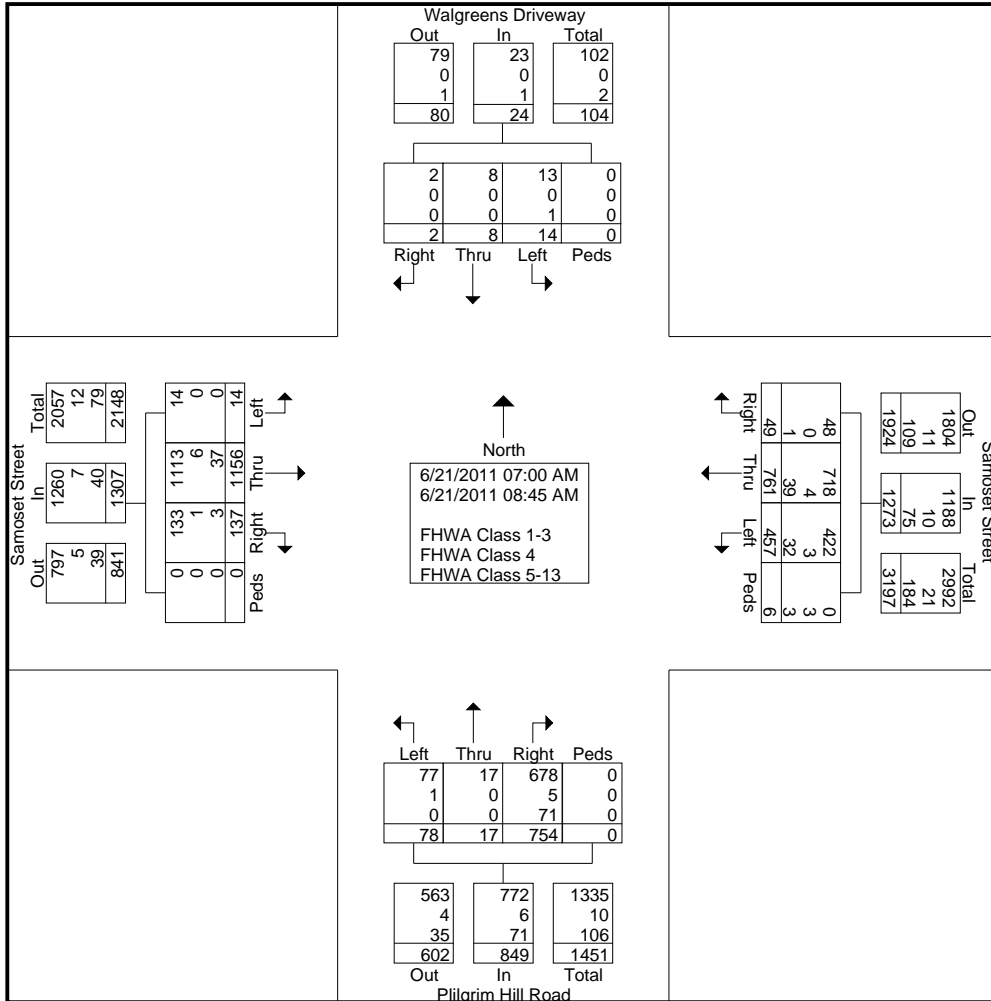 Walgreens Driveway
Out In Total
79 23 102
0 0 0
1 1 2
80 24 104
2 8 13 0
0 0 0 0
0 0 1 0
2 8 14 0
Right Thru Left Peds
Samoset Street
Total In Out
2057 1260 797
12 7 5
79 40 39
2148 1307 841
14 1113 133 0
0 6 1 0
0 37 3 0
14 1156 137 0
Left Thru Right Peds
North
6/21/2011 07:00 AM
6/21/2011 08:45 AM
FHWA Class 1-3
FHWA Class 4
FHWA Class 5-13
Right Thru Left Peds
48 718 422 0
0 4 3 3
1 39 32 3
49 761 457 6
Samoset Street
Out In Total
1804 1188 2992
11 10 21
109 75 184
1924 1273 3197
Left Thru Right Peds
77 17 678 0
1 0 5 0
0 0 71 0
78 17 754 0
563 772 1335
4 6 10
35 71 106
602 849 1451
Out In Total
Plilgrim Hill Road